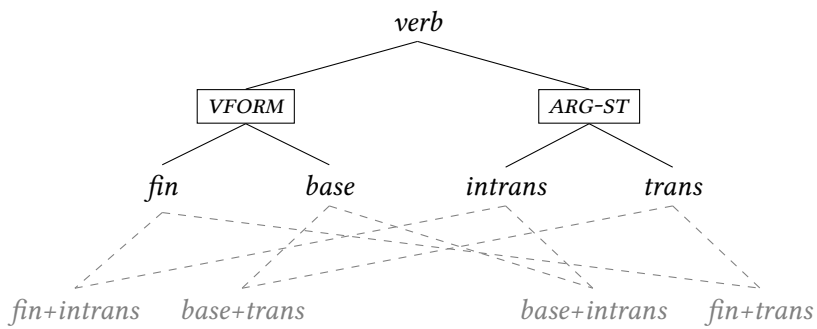 verb
VFORM ARG-ST
fin base intrans trans
fin+intrans base+trans base+intrans fin+trans